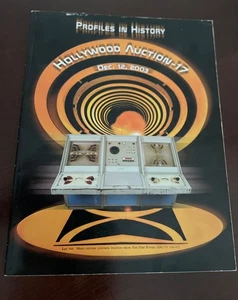 Profiles in History
Hollywood Auction-17
Dec. 12, 2003